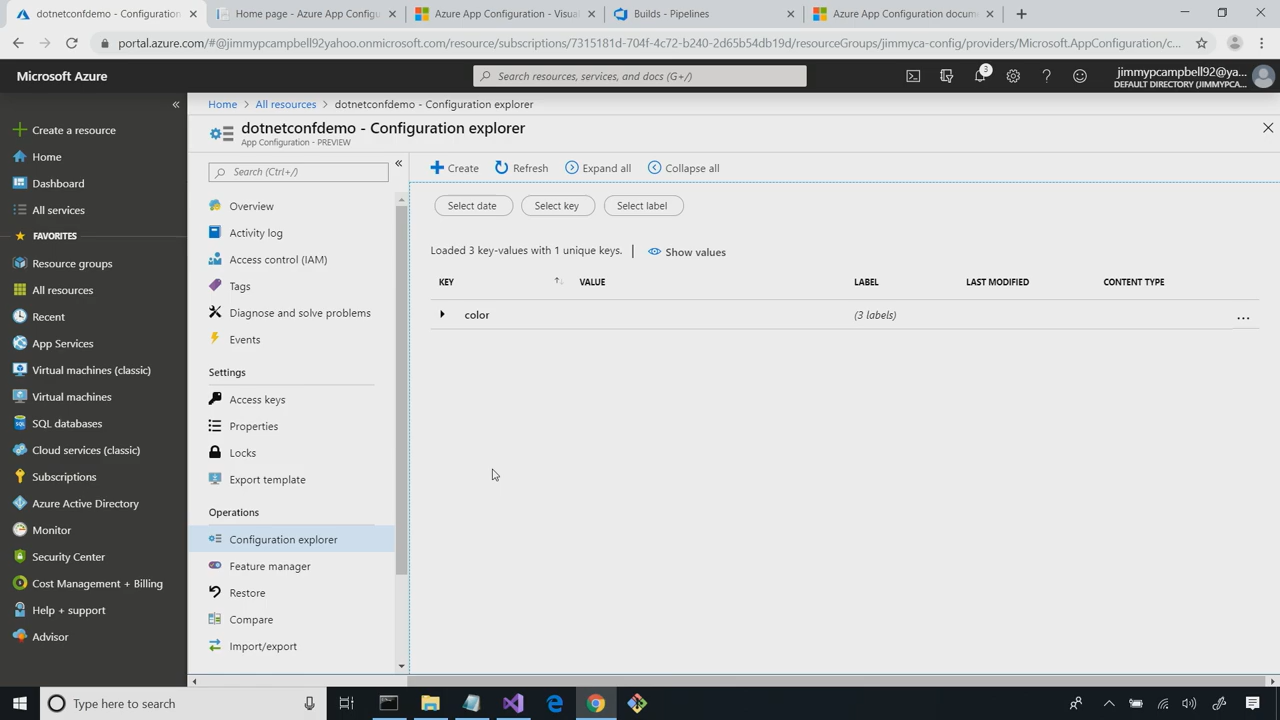 dotnetconfdemo - Configuration
Home page - Azure App Configu
Azure App Configuration - Visua
Builds - Pipelines
Azure App Configuration docum
portal.azure.com/#@jimmypcampbell92yahoo.onmicrosoft.com/resource/subscriptions/7315181d-704f-4c72-b240-2d65b54db19d/resourceGroups/jimmyca-config/providers/Microsoft.AppConfiguration/c...
Microsoft Azure
Search resources, services, and docs (G+/)
3
jimmypcampbell92@ya...
DEFAULT DIRECTORY (JIMMYPCA...
Create a resource
Home
Dashboard
All services
FAVORITES
Resource groups
All resources
Recent
App Services
Virtual machines (classic)
Virtual machines
SQL databases
Cloud services (classic)
Subscriptions
Azure Active Directory
Monitor
Security Center
Cost Management + Billing
Help + support
Advisor
Home > All resources > dotnetconfdemo - Configuration explorer
dotnetconfdemo - Configuration explorer
App Configuration - PREVIEW
Search (Ctrl+/)
Overview
Activity log
Access control (IAM)
Tags
Diagnose and solve problems
Events
Settings
Access keys
Properties
Locks
Export template
Operations
Configuration explorer
Feature manager
Restore
Compare
Import/export
Create Refresh Expand all Collapse all
Select date Select key Select label
Loaded 3 key-values with 1 unique keys. | Show values
KEY VALUE LABEL LAST MODIFIED CONTENT TYPE
color (3 labels) ...
Type here to search